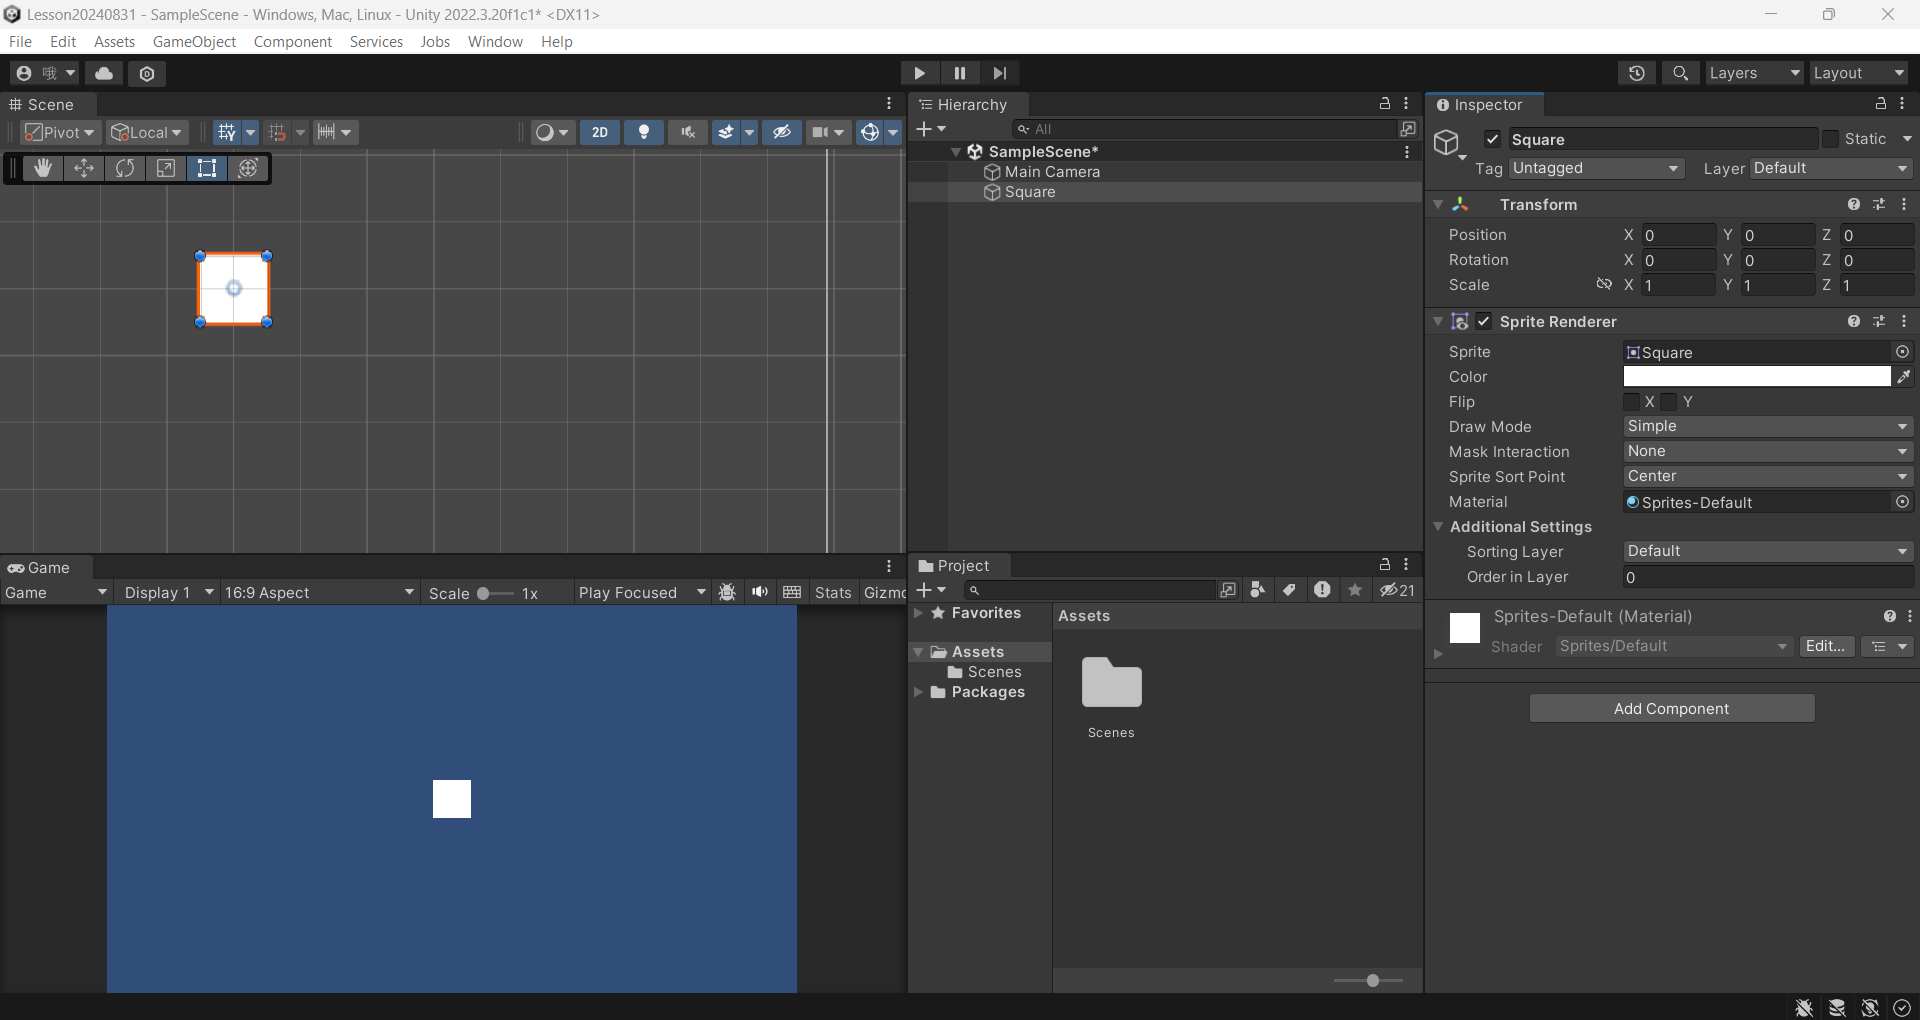 Lesson20240831 - SampleScene - Windows, Mac, Linux - Unity 2022.3.20f1c1* <DX11>
File Edit Assets GameObject Component Services Jobs Window Help
哦
Layers
Layout
Scene
Pivot
Local
2D
Game
Game
Display 1
16:9 Aspect
Scale
1x
Play Focused
Stats
Gizmo
Hierarchy
All
SampleScene*
Main Camera
Square
Project
21
Favorites
Assets
Scenes
Packages
Assets
Scenes
Inspector
Square
Static
Tag Untagged
Layer Default
Transform
Position X 0 Y 0 Z 0
Rotation X 0 Y 0 Z 0
Scale X 1 Y 1 Z 1
Sprite Renderer
Sprite Square
Color
Flip X Y
Draw Mode Simple
Mask Interaction None
Sprite Sort Point Center
Material Sprites-Default
Additional Settings
Sorting Layer Default
Order in Layer 0
Sprites-Default (Material)
Shader Sprites/Default Edit...
Add Component